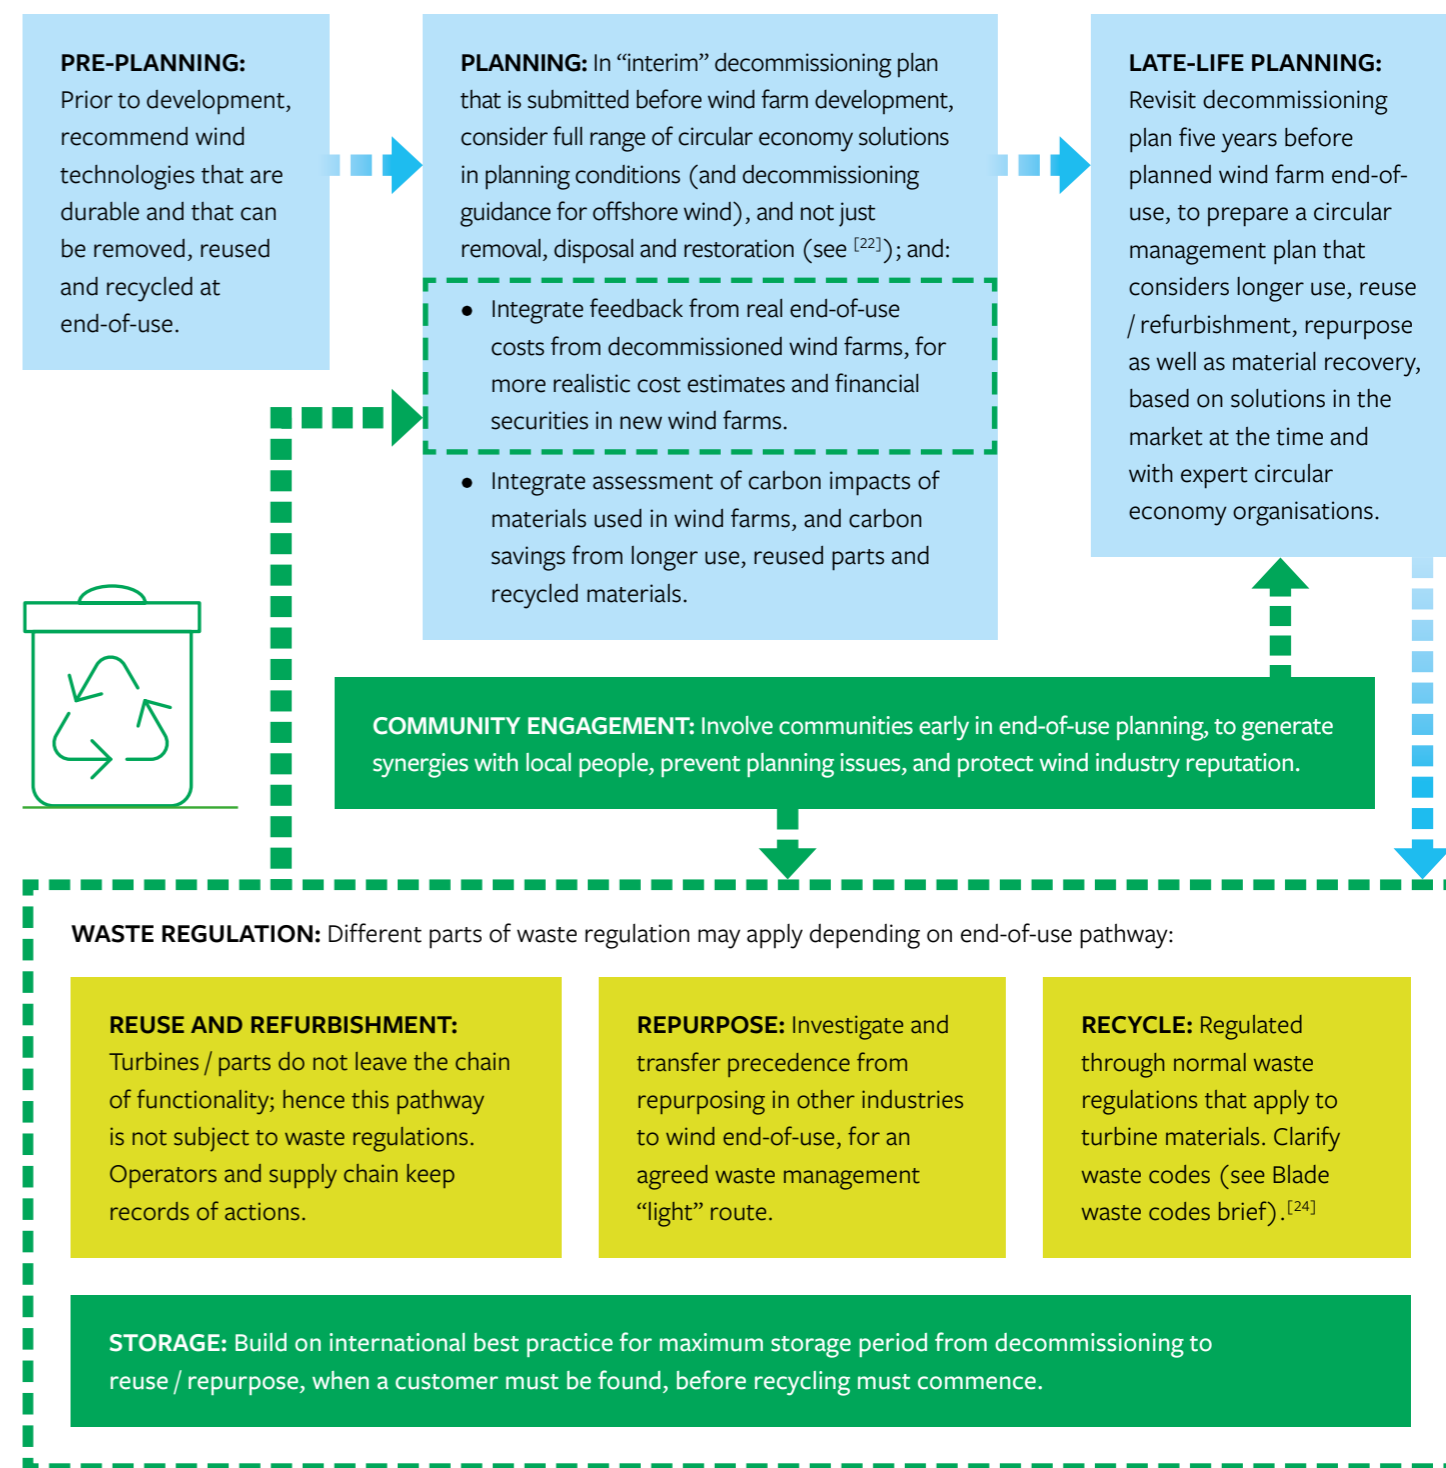 PRE-PLANNING:
Prior to development,
recommend wind
technologies that are
durable and that can
be removed, reused
and recycled at
end-of-use.
PLANNING: In “interim” decommissioning plan
that is submitted before wind farm development,
consider full range of circular economy solutions
in planning conditions (and decommissioning
guidance for offshore wind), and not just
removal, disposal and restoration (see [22]); and:
• Integrate feedback from real end-of-use
costs from decommissioned wind farms, for
more realistic cost estimates and financial
securities in new wind farms.
• Integrate assessment of carbon impacts of
materials used in wind farms, and carbon
savings from longer use, reused parts and
recycled materials.
LATE-LIFE PLANNING:
Revisit decommissioning
plan five years before
planned wind farm end-of-
use, to prepare a circular
management plan that
considers longer use, reuse
/ refurbishment, repurpose
as well as material recovery,
based on solutions in the
market at the time and
with expert circular
economy organisations.
COMMUNITY ENGAGEMENT: Involve communities early in end-of-use planning, to generate
synergies with local people, prevent planning issues, and protect wind industry reputation.
WASTE REGULATION: Different parts of waste regulation may apply depending on end-of-use pathway:
REUSE AND REFURBISHMENT:
Turbines / parts do not leave the chain
of functionality; hence this pathway
is not subject to waste regulations.
Operators and supply chain keep
records of actions.
REPURPOSE: Investigate and
transfer precedence from
repurposing in other industries
to wind end-of-use, for an
agreed waste management
“light” route.
RECYCLE: Regulated
through normal waste
regulations that apply to
turbine materials. Clarify
waste codes (see Blade
waste codes brief).[24]
STORAGE: Build on international best practice for maximum storage period from decommissioning to
reuse / repurpose, when a customer must be found, before recycling must commence.